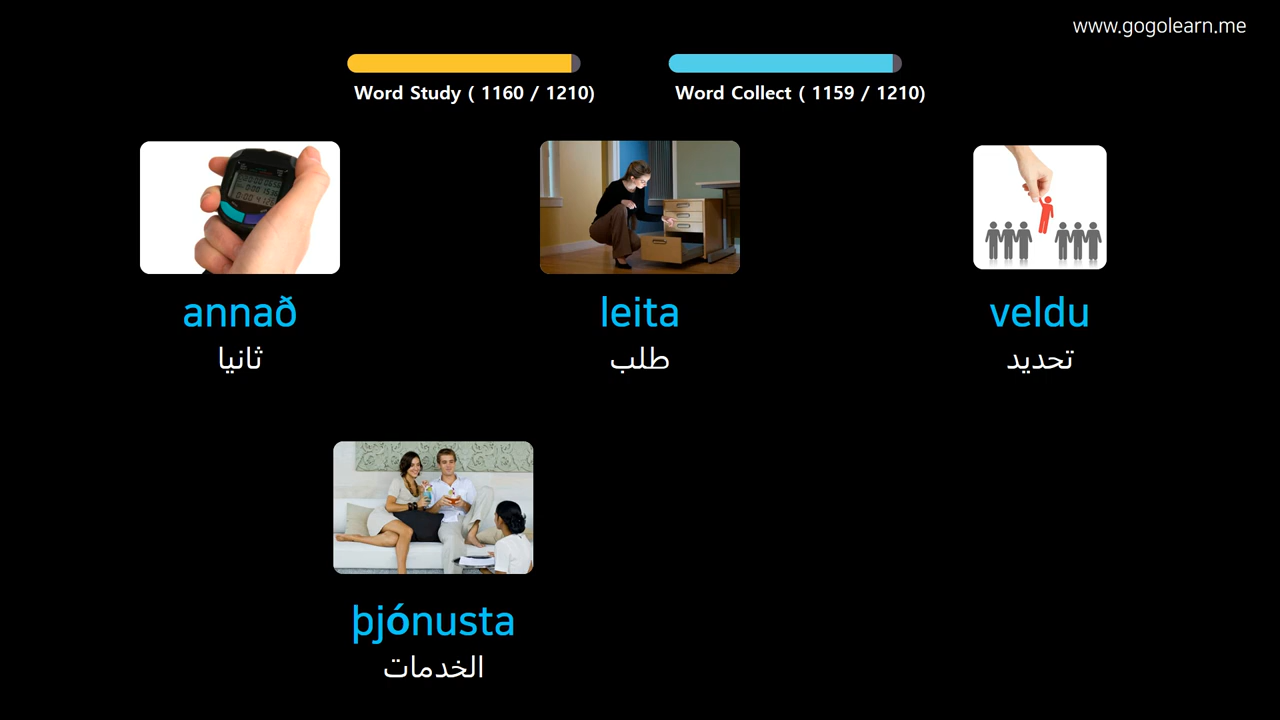 www.gogolearn.me
Word Study ( 1160 / 1210)
Word Collect ( 1159 / 1210)
annað
ثانيا
leita
طلب
veldu
تحديد
þjónusta
الخدمات